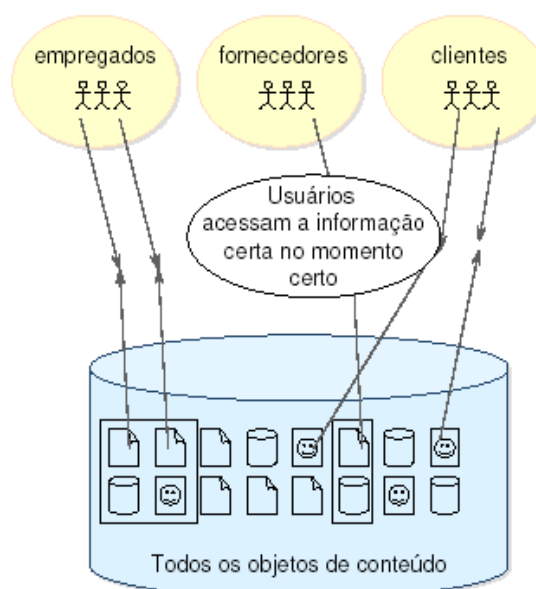 empregados
fornecedores
clientes
Usuários
acessam a informação
certa no momento
certo
Todos os objetos de conteúdo